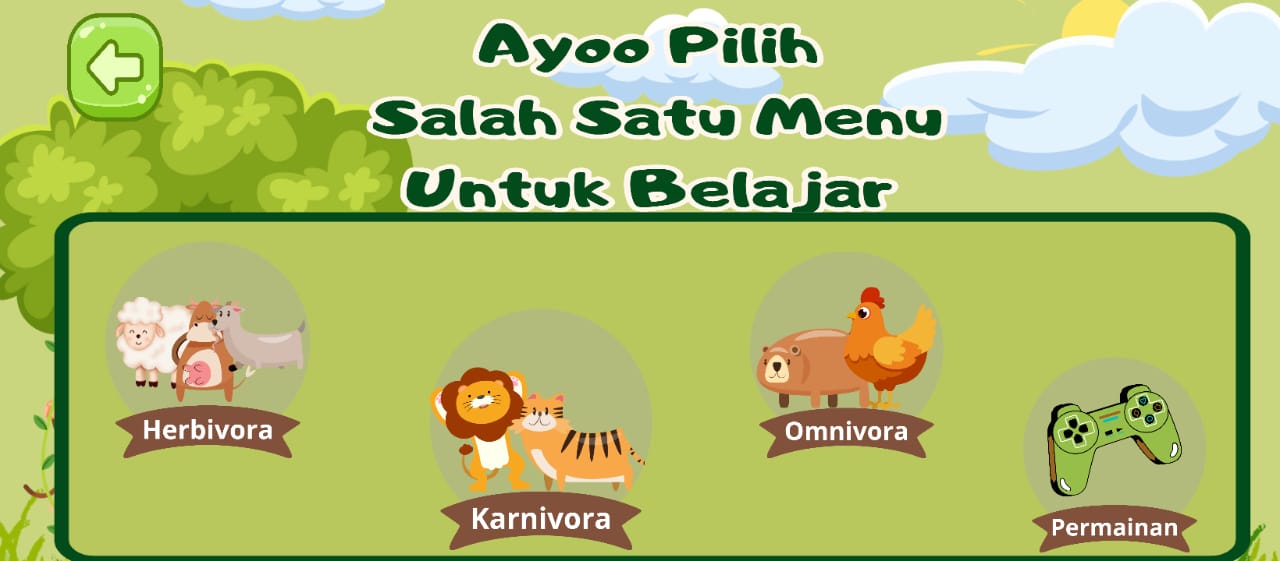 Ayoo Pilih
Salah Satu Menu
Untuk Belajar
Herbivora
Karnivora
Omnivora
Permainan